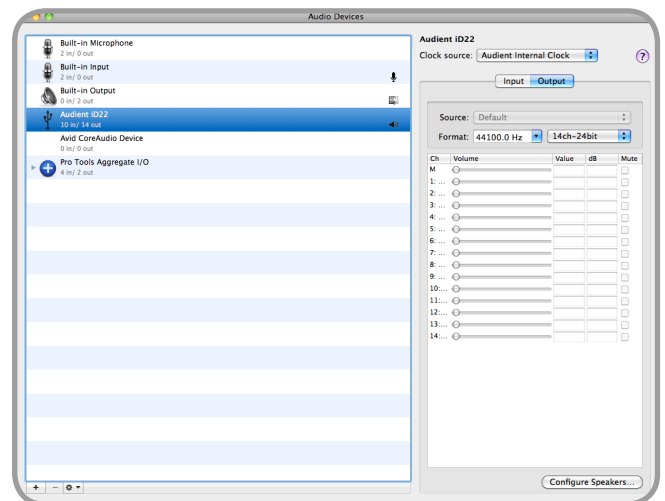 Audio Devices
Built-in Microphone
2 in/ 0 out
Built-in Input
2 in/ 0 out
Built-in Output
0 in/ 2 out
Audient iD22
10 in/ 14 out
Avid CoreAudio Device
0 in/ 0 out
Pro Tools Aggregate I/O
4 in/ 2 out
Audient iD22
Clock source: Audient Internal Clock ?
Input Output
Source: Default
Format: 44100.0 Hz 14ch-24bit
Ch Volume Value dB Mute
M
1: ...
2: ...
3: ...
4: ...
5: ...
6: ...
7: ...
8: ...
9: ...
10:...
11:...
12:...
13:...
14:...
Configure Speakers...